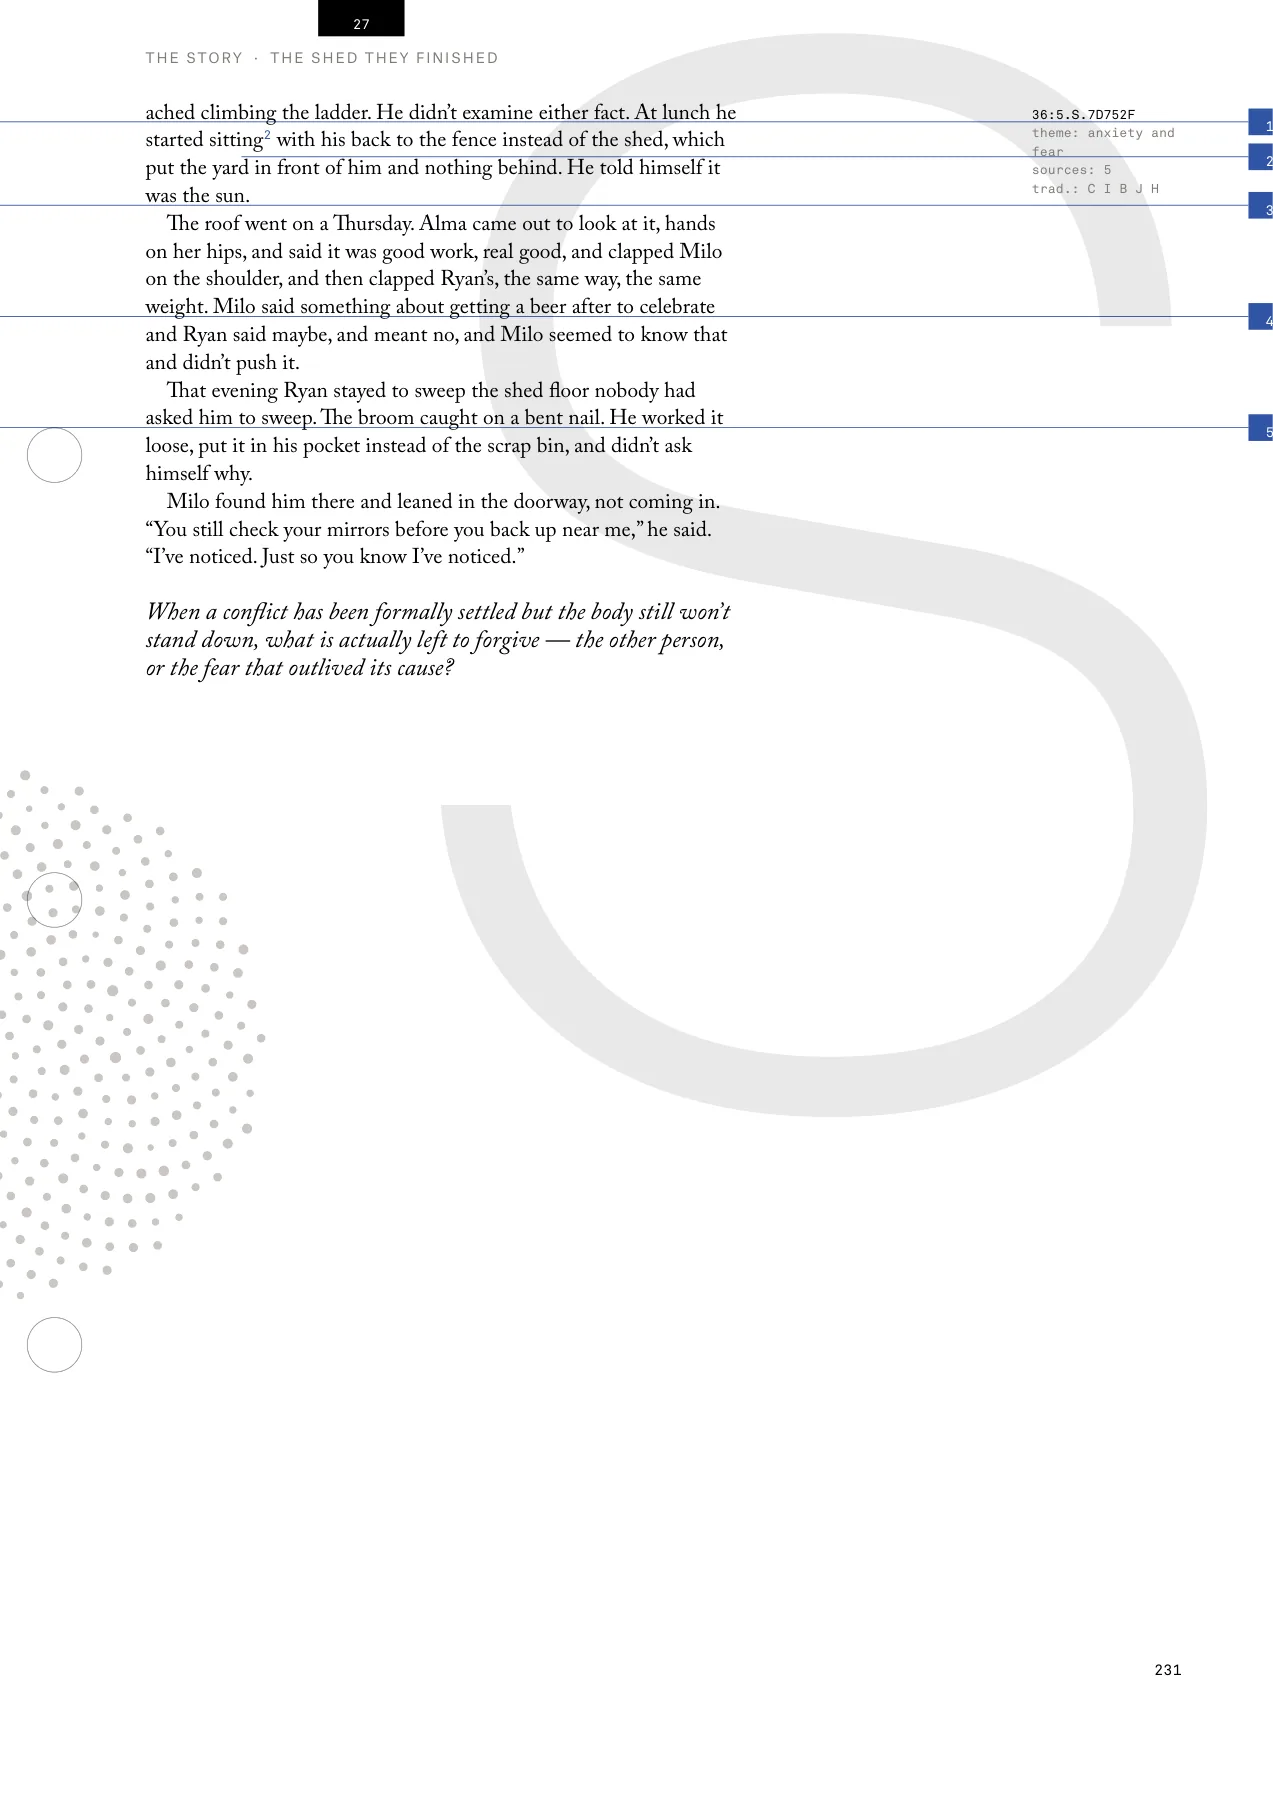 27
THE STORY · THE SHED THEY FINISHED
ached climbing the ladder. He didn’t examine either fact. At lunch he
started sitting2 with his back to the fence instead of the shed, which
put the yard in front of him and nothing behind. He told himself it
was the sun.
The roof went on a Thursday. Alma came out to look at it, hands
on her hips, and said it was good work, real good, and clapped Milo
on the shoulder, and then clapped Ryan’s, the same way, the same
weight. Milo said something about getting a beer after to celebrate
and Ryan said maybe, and meant no, and Milo seemed to know that
and didn’t push it.
That evening Ryan stayed to sweep the shed floor nobody had
asked him to sweep. The broom caught on a bent nail. He worked it
loose, put it in his pocket instead of the scrap bin, and didn’t ask
himself why.
Milo found him there and leaned in the doorway, not coming in.
“You still check your mirrors before you back up near me,” he said.
“I’ve noticed. Just so you know I’ve noticed.”
When a conflict has been formally settled but the body still won’t
stand down, what is actually left to forgive — the other person,
or the fear that outlived its cause?
36:5.S.7D752F
theme: anxiety and
fear
sources: 5
trad.: C I B J H
1
2
3
4
5
S
231